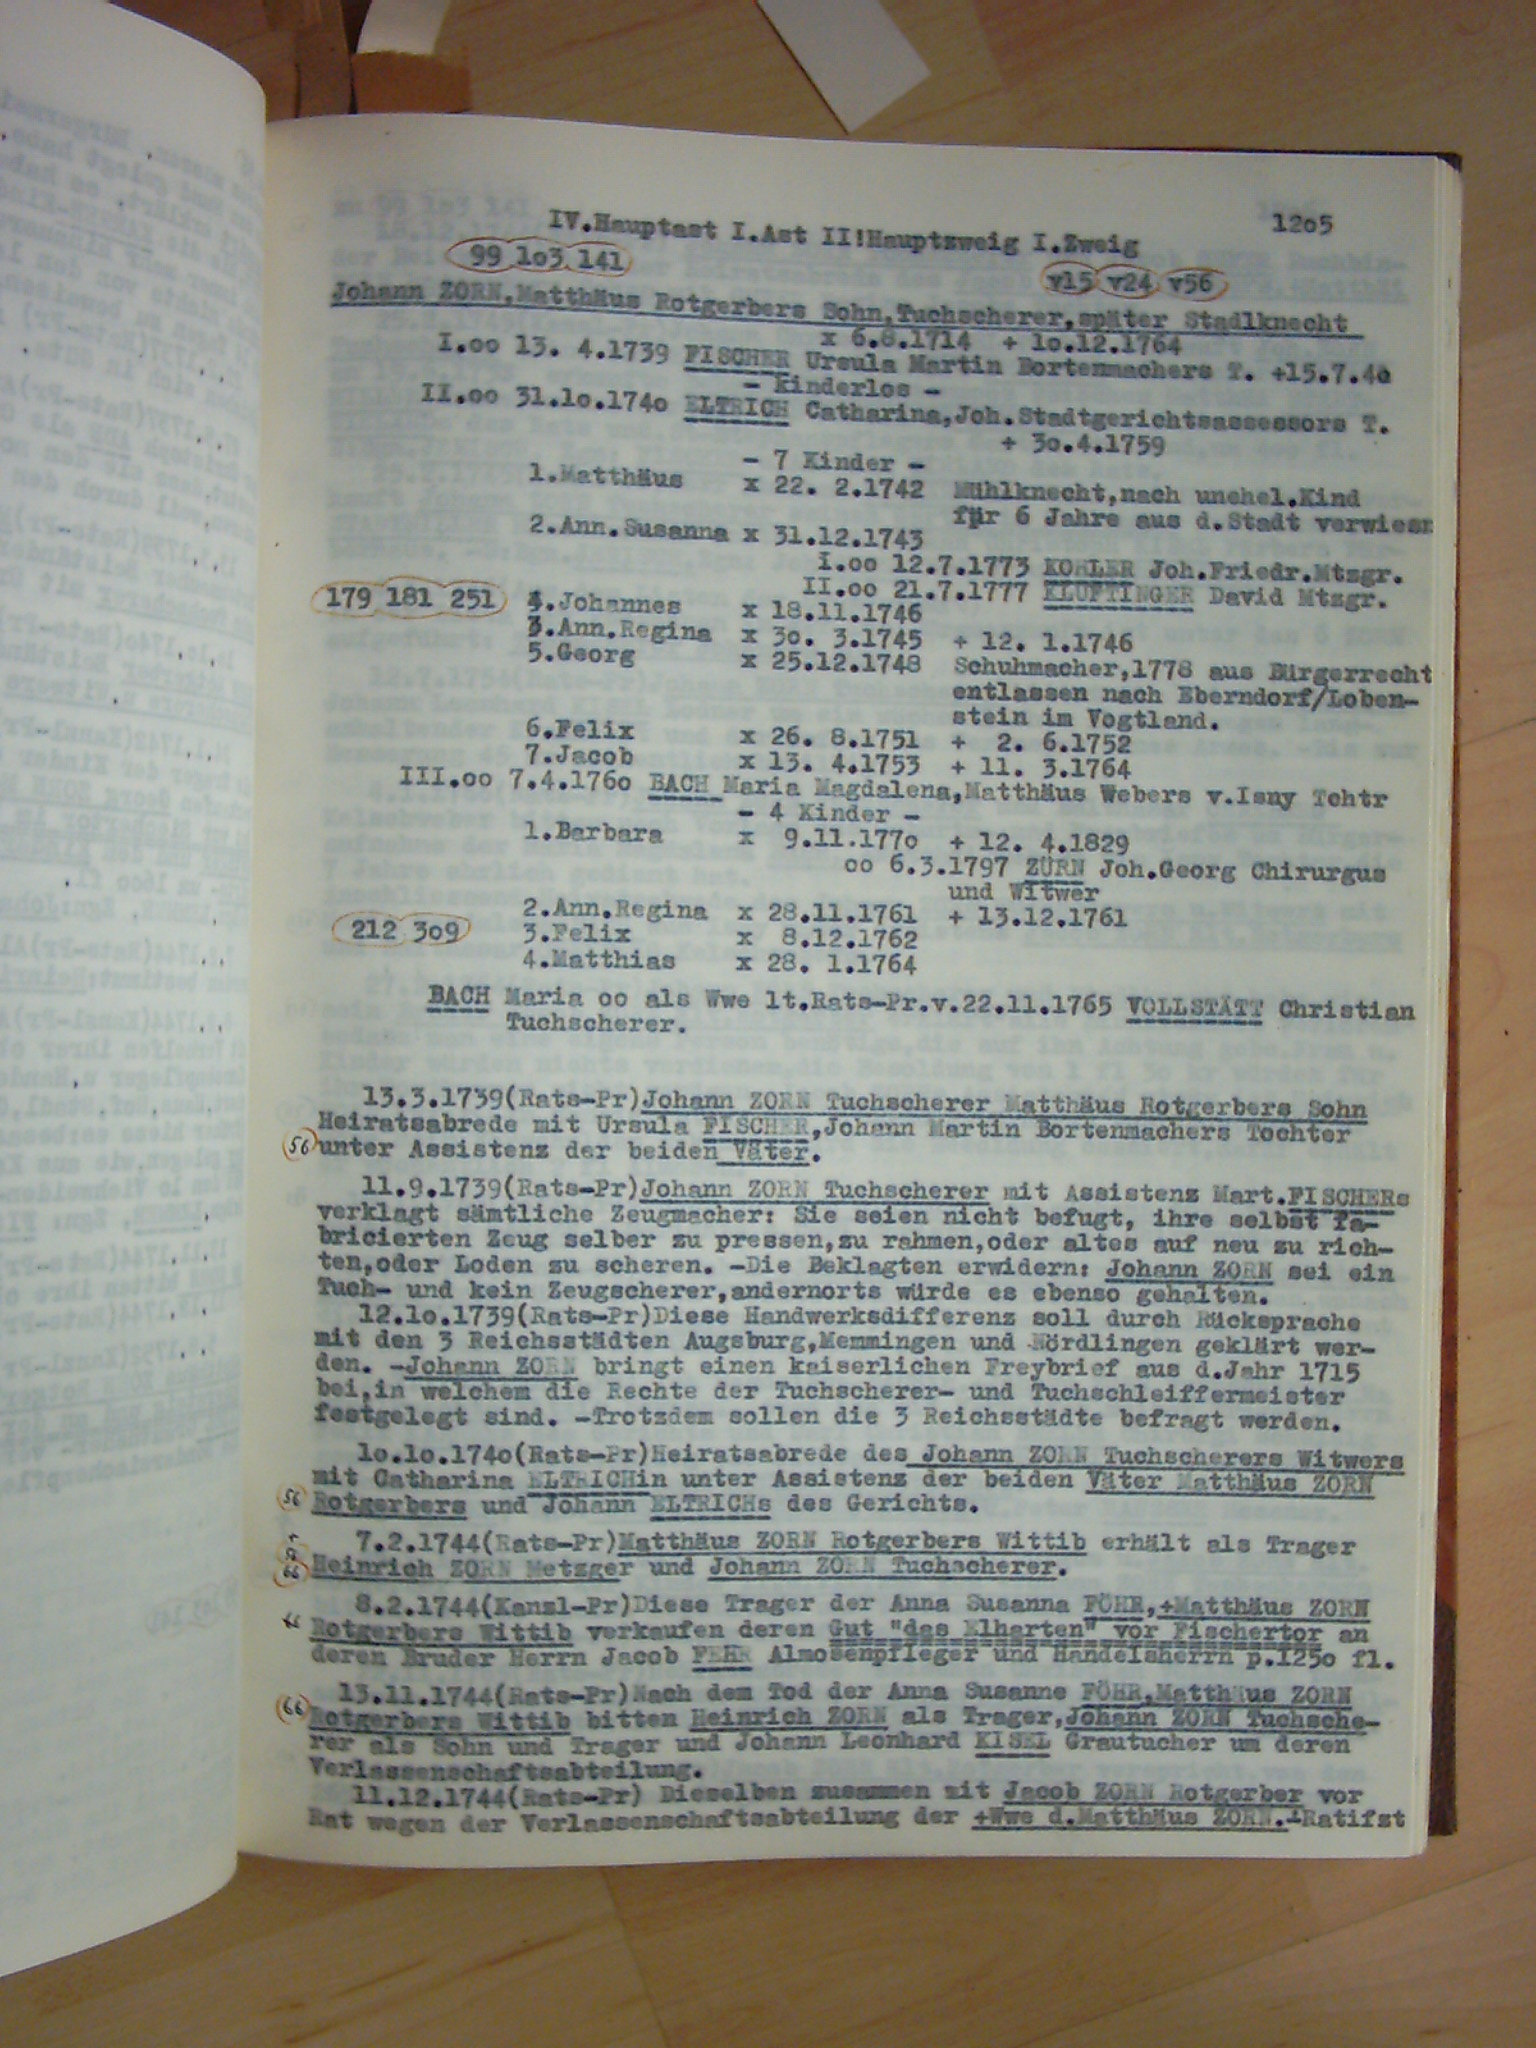 1205
IV.Hauptast I.Ast II!Hauptzweig I.Zweig
99 1o3 141
v15 v24 v56
Johann ZORN,Matthäus Rotgerbers Sohn,Tuchscherer,später Stadlknecht
x 6.8.1714 + 1o.12.1764
I.oo 13. 4.1739 FISCHER Ursula Martin Bortenmachers T. +15.7.4o
- kinderlos -
II.oo 31.1o.174o ELTRICH Catharina,Joh.Stadtgerichtsassessors T.
+ 3o.4.1759
- 7 Kinder -
1.Matthäus x 22. 2.1742 Mühlknecht,nach unehel.Kind
für 6 Jahre aus d.Stadt verwiesn
2.Ann.Susanna x 31.12.1743
I.oo 12.7.1773 KOHLER Joh.Friedr.Mtzgr.
II.oo 21.7.1777 KLUFTINGER David Mtzgr.
179 181 251 4.Johannes x 18.11.1746
3.Ann.Regina x 3o. 3.1745 + 12. 1.1746
5.Georg x 25.12.1748 Schuhmacher,1778 aus Bürgerrecht
entlassen nach Eberndorf/Loben-
stein im Vogtland.
6.Felix x 26. 8.1751 + 2. 6.1752
7.Jacob x 13. 4.1753 + 11. 3.1764
III.oo 7.4.176o BACH Maria Magdalena,Matthäus Webers v.Isny Tchtr
- 4 Kinder -
1.Barbara x 9.11.177o + 12. 4.1829
oo 6.3.1797 ZÜRN Joh.Georg Chirurgus
und Witwer
2.Ann.Regina x 28.11.1761 + 13.12.1761
212 3o9 3.Felix x 8.12.1762
4.Matthias x 28. 1.1764
BACH Maria oo als Wwe lt.Rats-Pr.v.22.11.1765 VOLLSTÄTT Christian
Tuchscherer.
13.3.1739(Rats-Pr)Johann ZORN Tuchscherer Matthäus Rotgerbers Sohn
Heiratsabrede mit Ursula FISCHER,Johann Martin Bortenmachers Tochter
56 unter Assistenz der beiden Väter.
11.9.1739(Rats-Pr)Johann ZORN Tuchscherer mit Assistenz Mart.FISCHERs
verklagt sämtliche Zeugmacher: Sie seien nicht befugt, ihre selbst fa-
bricierten Zeug selber zu pressen,zu rahmen,oder altes auf neu zu rich-
ten,oder Loden zu scheren. -Die Beklagten erwidern: Johann ZORN sei ein
Tuch- und kein Zeugscherer,andernorts würde es ebenso gehalten.
12.1o.1739(Rats-Pr)Diese Handwerksdifferenz soll durch Rücksprache
mit den 3 Reichsstädten Augsburg,Memmingen und Nördlingen geklärt wer-
den. -Johann ZORN bringt einen kaiserlichen Freybrief aus d.Jahr 1715
bei,in welchem die Rechte der Tuchscherer- und Tuchschleiffermeister
festgelegt sind. -Trotzdem sollen die 3 Reichsstädte befragt werden.
1o.1o.174o(Rats-Pr)Heiratsabrede des Johann ZORN Tuchscherers Witwers
mit Catharina ELTRICHin unter Assistenz der beiden Väter Matthäus ZORN
56 Rotgerbers und Johann ELTRICHs des Gerichts.
7.2.1744(Rats-Pr)Matthäus ZORN Rotgerbers Wittib erhält als Trager
Heinrich ZORN Metzger und Johann ZORN Tuchscherer.
8.2.1744(Kanzl-Pr)Diese Trager der Anna Susanna FÖHR,+Matthäus ZORN
Rotgerbers Wittib verkaufen deren Gut "das Elharten" vor Fischertor an
deren Bruder Herrn Jacob FEHR Almosenpfleger und Handelsherrn p.125o fl.
13.11.1744(Rats-Pr)Nach dem Tod der Anna Susanne FÖHR,Matthäus ZORN
66 Rotgerbers Wittib bitten Heinrich ZORN als Trager,Johann ZORN Tuchsche-
rer als Sohn und Trager und Johann Leonhard KISEL Grautucher um deren
Verlassenschaftsabteilung.
11.12.1744(Rats-Pr) Dieselben zusammen mit Jacob ZORN Rotgerber vor
Rat wegen der Verlassenschaftsabteilung der +Wwe d.Matthäus ZORN.-Ratifzt